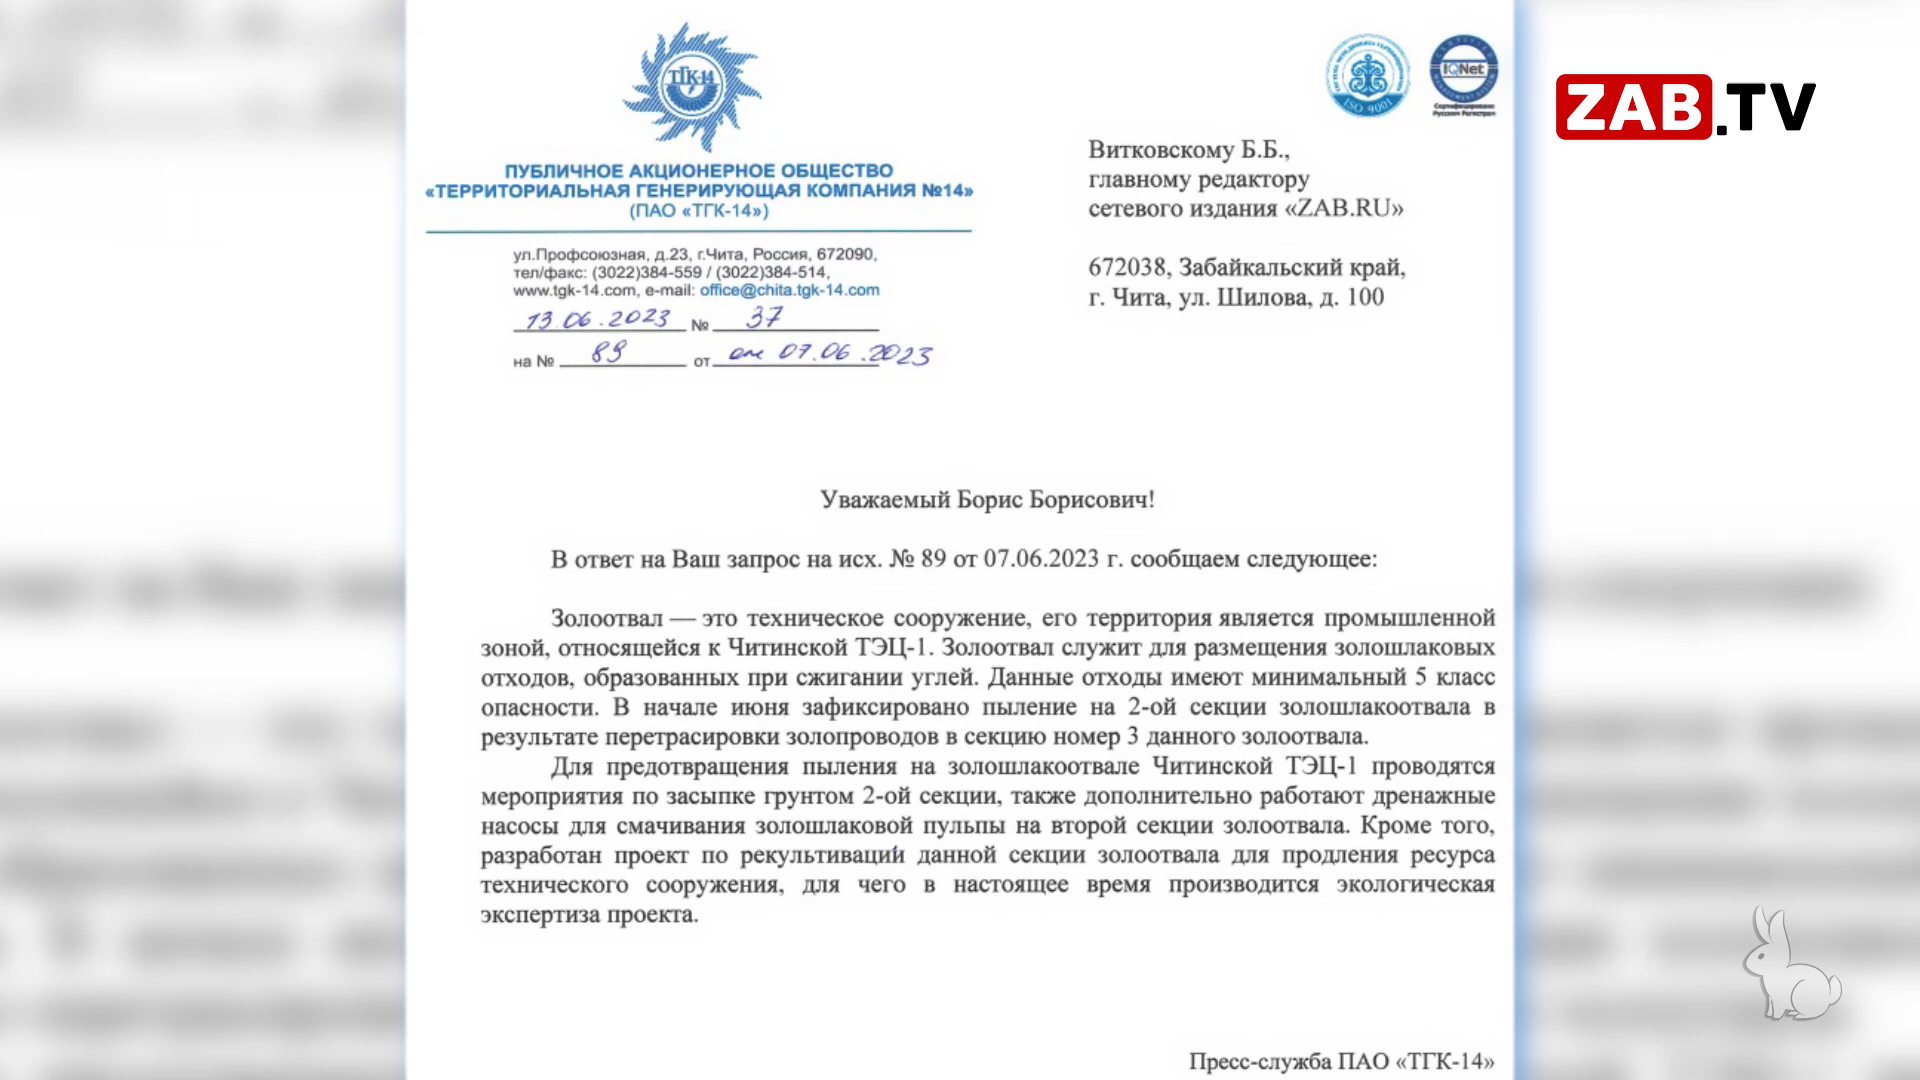 ТГК-14
ISO 9001
IQNet
Сертифицировано
Русским Регистром
ZAB.TV
ПУБЛИЧНОЕ АКЦИОНЕРНОЕ ОБЩЕСТВО
«ТЕРРИТОРИАЛЬНАЯ ГЕНЕРИРУЮЩАЯ КОМПАНИЯ №14»
(ПАО «ТГК-14»)
ул.Профсоюзная, д.23, г.Чита, Россия, 672090,
тел/факс: (3022)384-559 / (3022)384-514,
www.tgk-14.com, e-mail: office@chita.tgk-14.com
13.06.2023 № 37
на № 89 от от 07.06.2023
Витковскому Б.Б.,
главному редактору
сетевого издания «ZAB.RU»
672038, Забайкальский край,
г. Чита, ул. Шилова, д. 100
Уважаемый Борис Борисович!
В ответ на Ваш запрос на исх. № 89 от 07.06.2023 г. сообщаем следующее:
Золоотвал — это техническое сооружение, его территория является промышленной
зоной, относящейся к Читинской ТЭЦ-1. Золоотвал служит для размещения золошлаковых
отходов, образованных при сжигании углей. Данные отходы имеют минимальный 5 класс
опасности. В начале июня зафиксировано пыление на 2-ой секции золошлакоотвала в
результате перетрасировки золопроводов в секцию номер 3 данного золоотвала.
Для предотвращения пыления на золошлакоотвале Читинской ТЭЦ-1 проводятся
мероприятия по засыпке грунтом 2-ой секции, также дополнительно работают дренажные
насосы для смачивания золошлаковой пульпы на второй секции золоотвала. Кроме того,
разработан проект по рекультиваций данной секции золоотвала для продления ресурса
технического сооружения, для чего в настоящее время производится экологическая
экспертиза проекта.
Пресс-служба ПАО «ТГК-14»